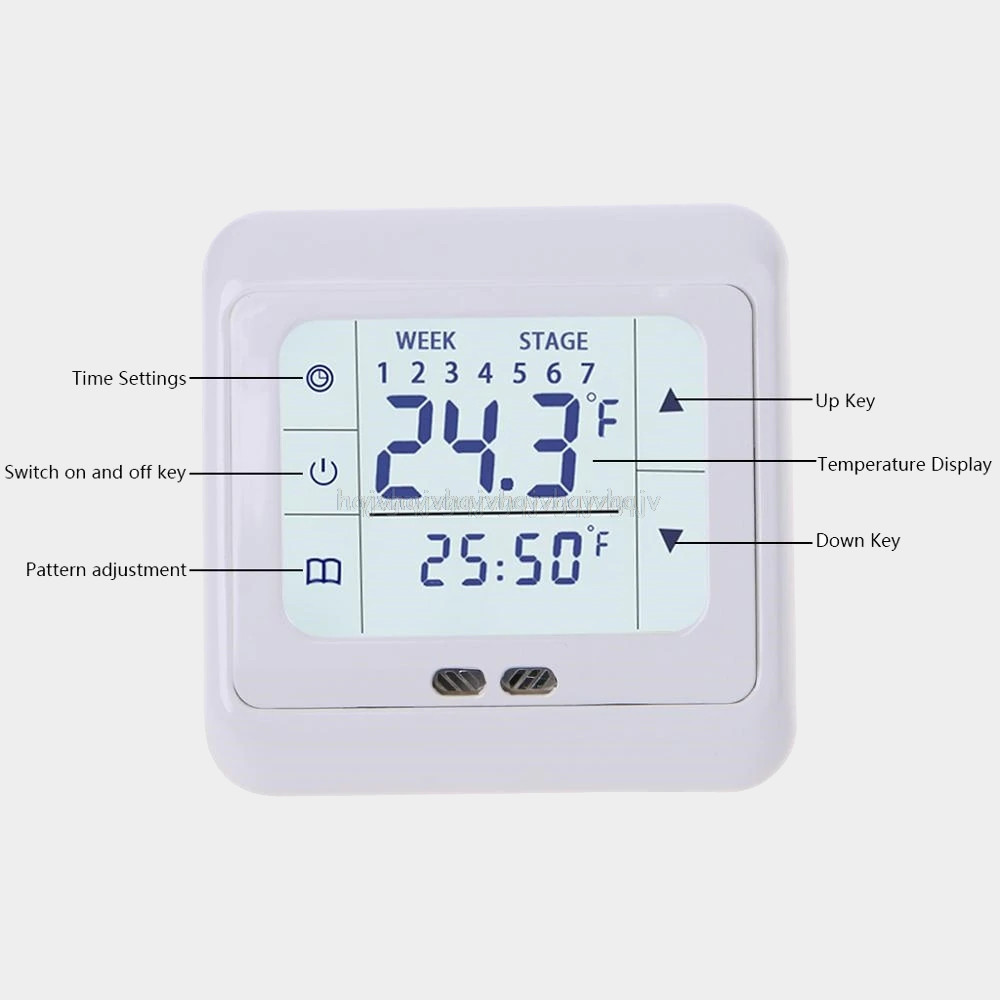 WEEK STAGE
1 2 3 4 5 6 7
Time Settings
Up Key
24.3°F
Temperature Display
Switch on and off key
hqjvhqjvhqjvhqjvhqjvhqjvhqjv
25:50°F
Down Key
Pattern adjustment